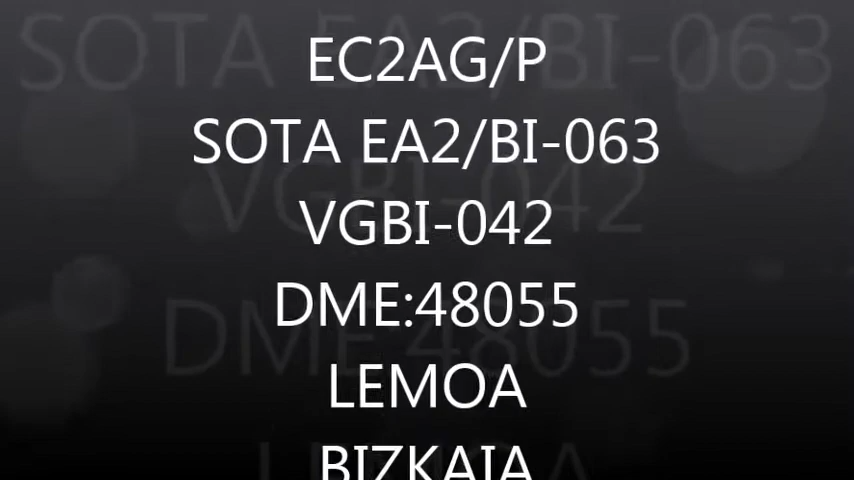 EC2AG/P
SOTA EA2/BI-063
VGBI-042
DME:48055
LEMOA
BIZKAIA